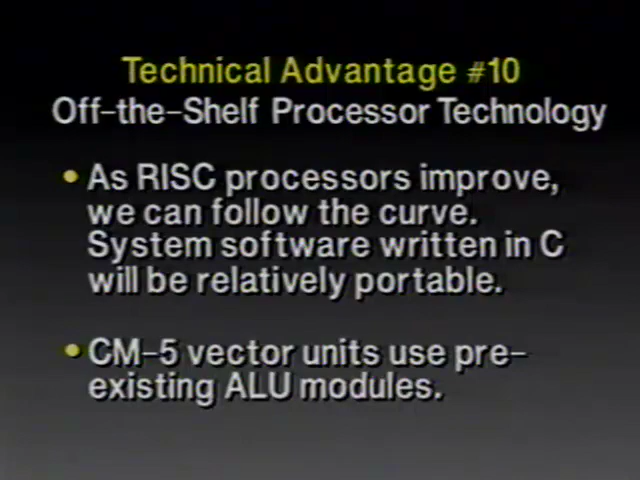 Technical Advantage #10
Off-the-Shelf Processor Technology
• As RISC processors improve,
we can follow the curve.
System software written in C
will be relatively portable.
• CM-5 vector units use pre-
existing ALU modules.